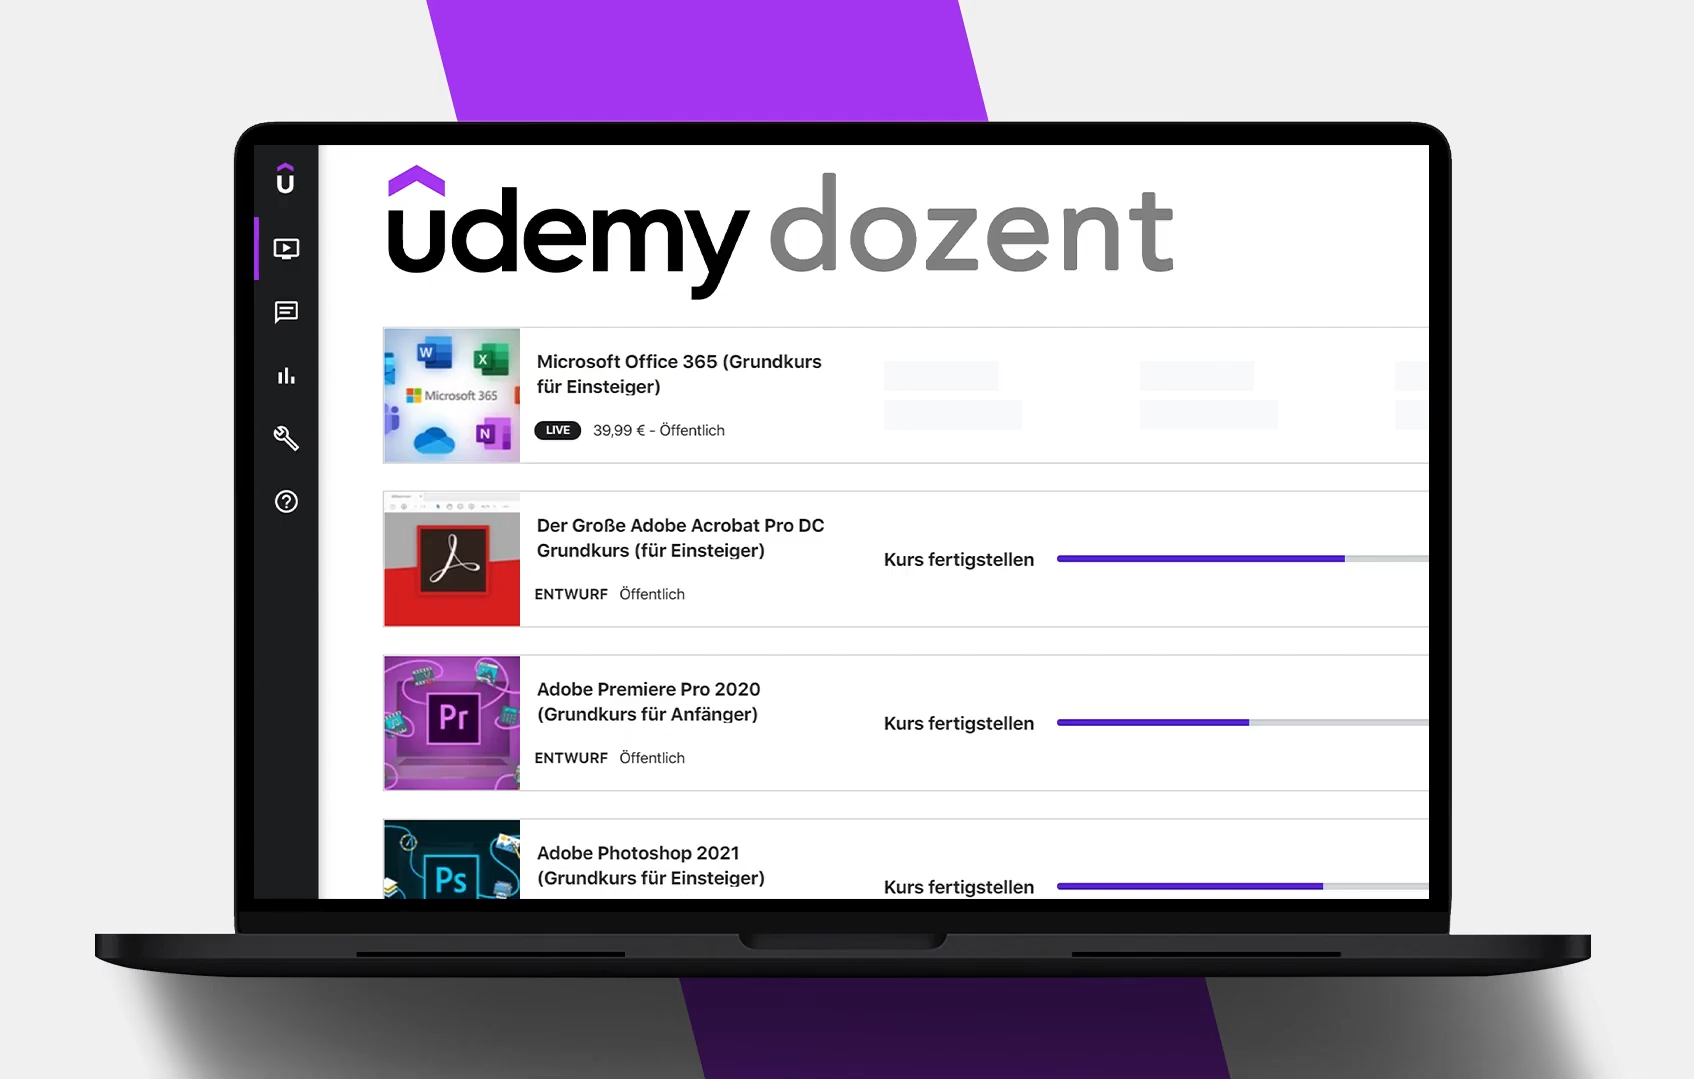 udemy dozent
u
W
X
Microsoft 365
N
Microsoft Office 365 (Grundkurs
für Einsteiger)
LIVE 39,99 € - Öffentlich
Der Große Adobe Acrobat Pro DC
Grundkurs (für Einsteiger)
ENTWURF Öffentlich
Kurs fertigstellen
Pr
Adobe Premiere Pro 2020
(Grundkurs für Anfänger)
ENTWURF Öffentlich
Kurs fertigstellen
Ps
Adobe Photoshop 2021
(Grundkurs für Einsteiger)
Kurs fertigstellen